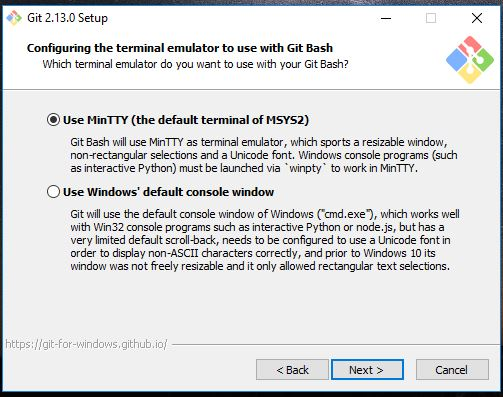 Git 2.13.0 Setup
Configuring the terminal emulator to use with Git Bash
Which terminal emulator do you want to use with your Git Bash?
Use MinTTY (the default terminal of MSYS2)
Git Bash will use MinTTY as terminal emulator, which sports a resizable window,
non-rectangular selections and a Unicode font. Windows console programs (such
as interactive Python) must be launched via `winpty` to work in MinTTY.
Use Windows' default console window
Git will use the default console window of Windows ("cmd.exe"), which works well
with Win32 console programs such as interactive Python or node.js, but has a
very limited default scroll-back, needs to be configured to use a Unicode font in
order to display non-ASCII characters correctly, and prior to Windows 10 its
window was not freely resizable and it only allowed rectangular text selections.
https://git-for-windows.github.io/
< Back
Next >
Cancel